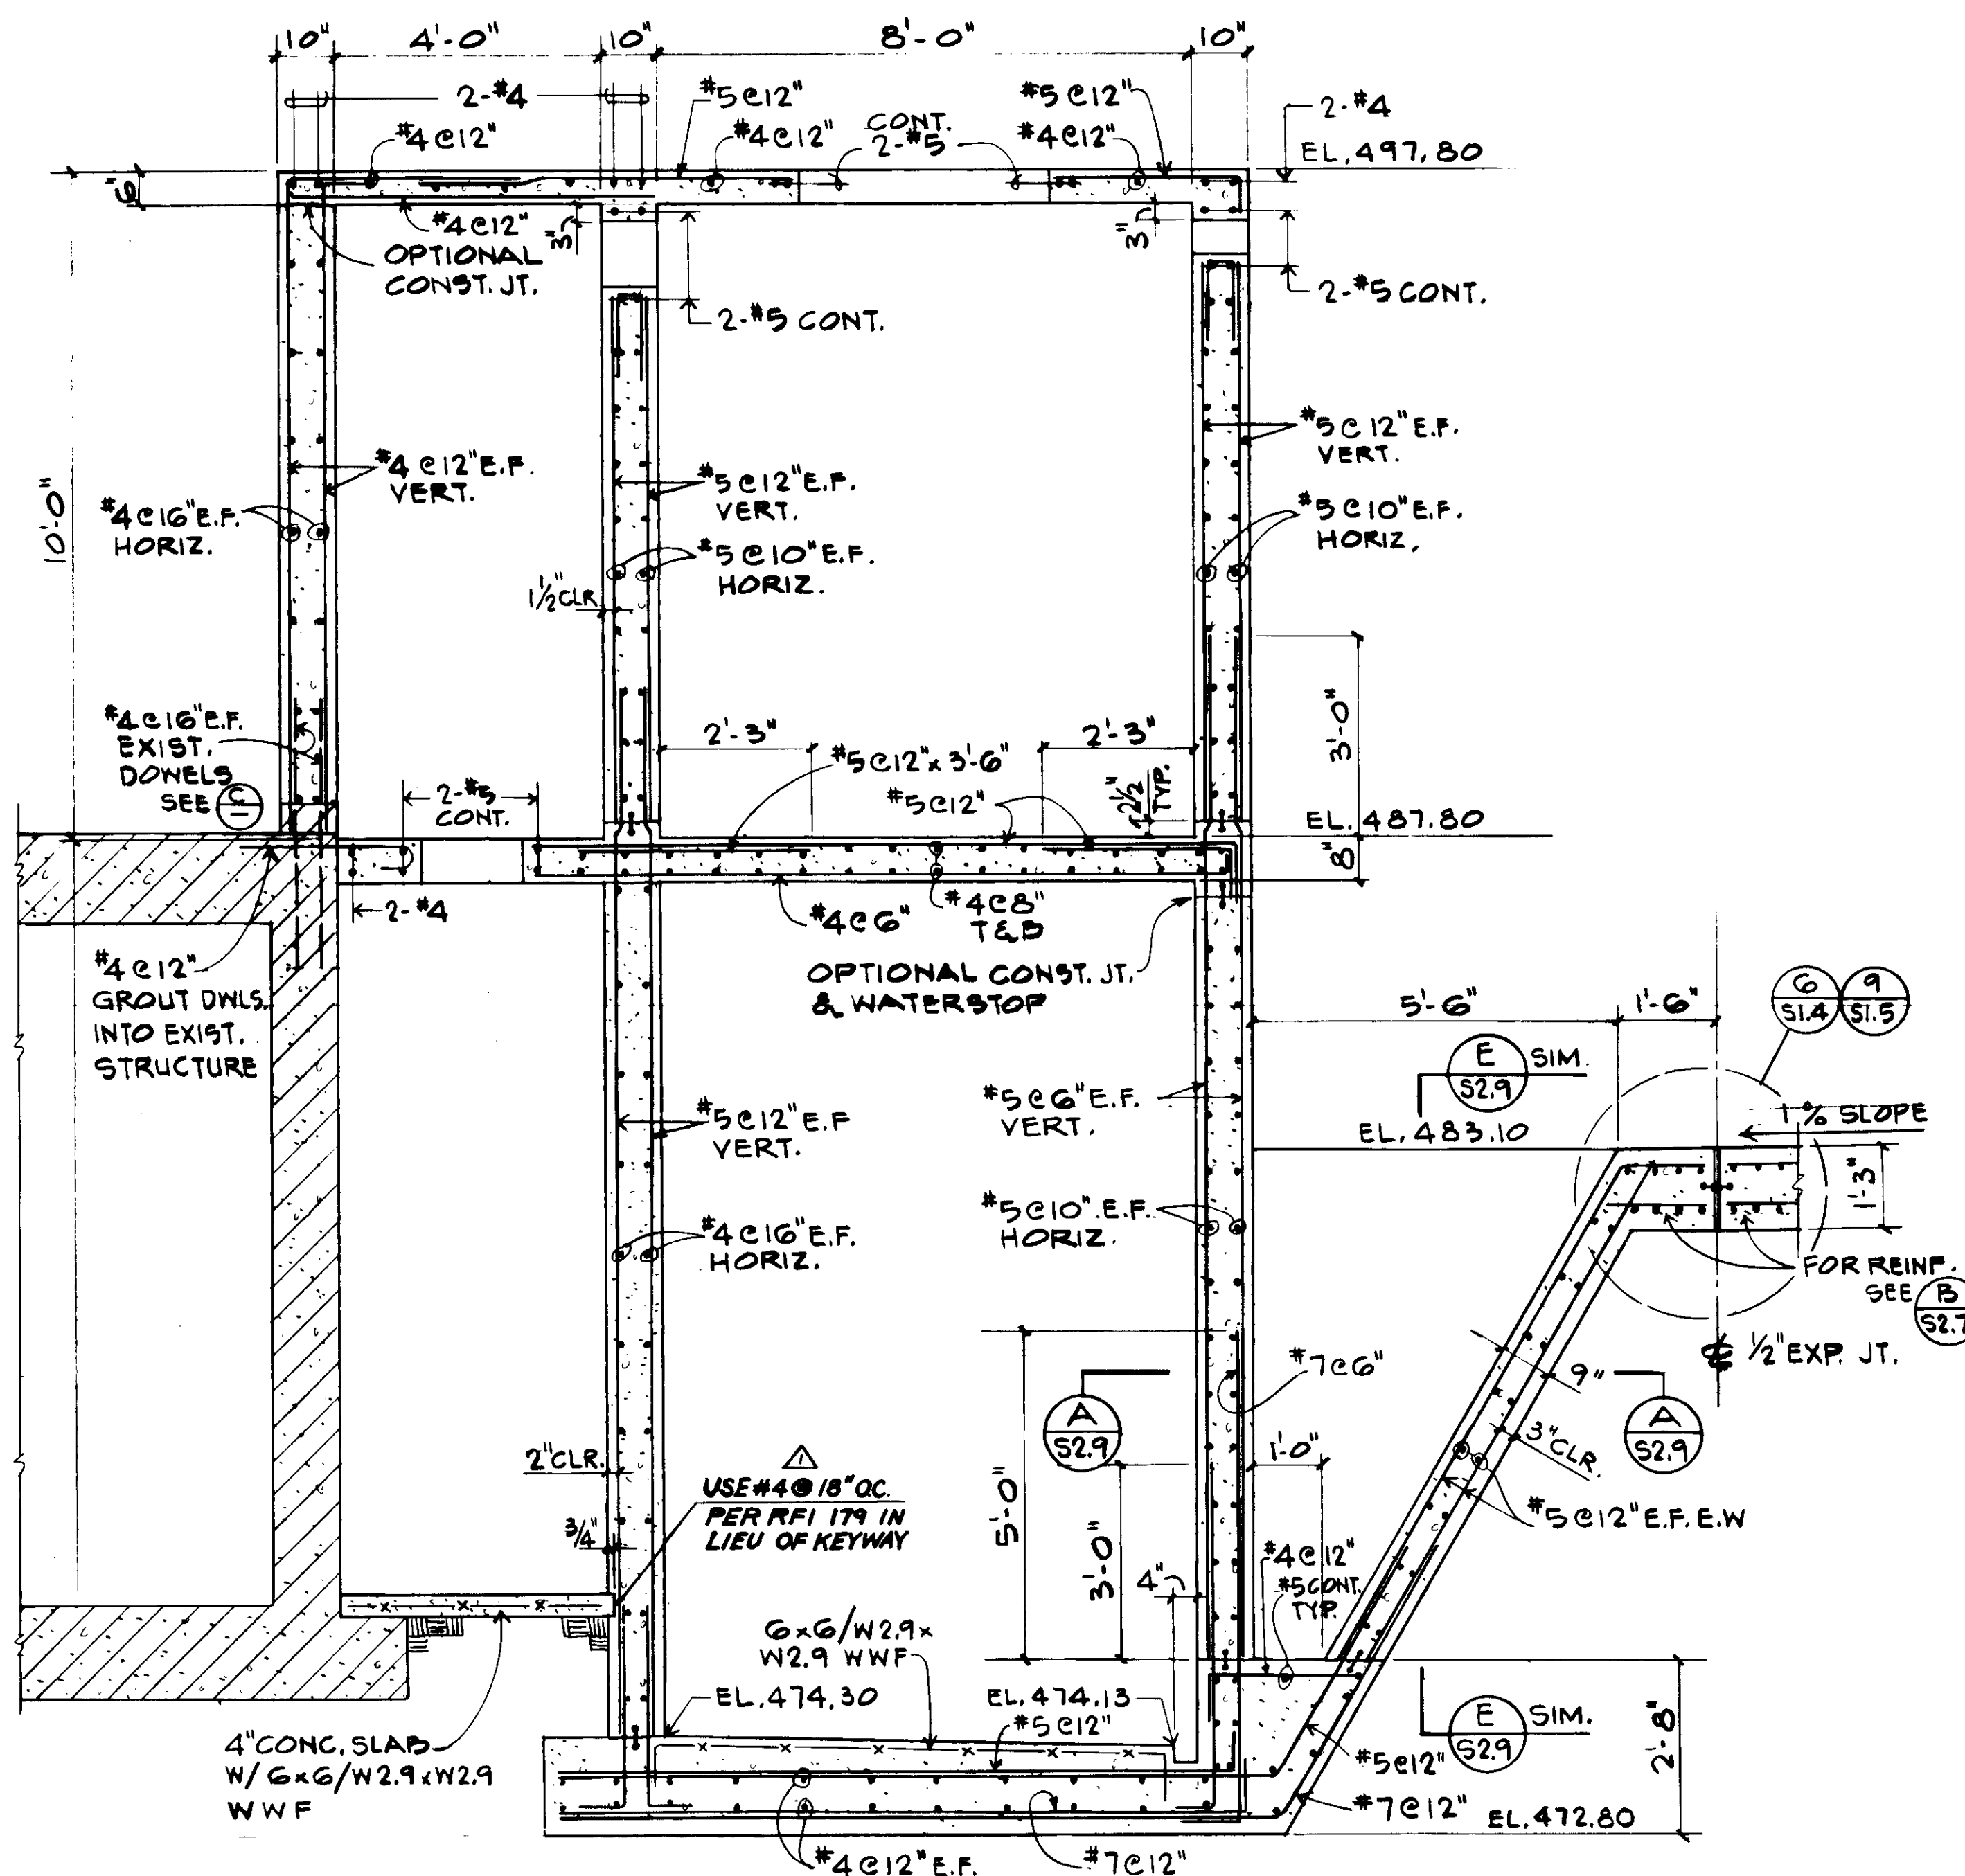 10" 4'-0" 10" 8'-0" 10"
2-#4
#5@12"
#5@12"
2-#4
#4@12"
#4@12"
CONT.
2-#5
#4@12"
EL. 497.80
6"
#4@12"
OPTIONAL
CONST. JT.
3"
3"
2-#5 CONT.
2-#5 CONT.
10'-0"
#4@12" E.F.
VERT.
#4@16" E.F.
HORIZ.
#5@12" E.F.
VERT.
#5@10" E.F.
HORIZ.
1½" CLR.
#5@12" E.F.
VERT.
#5@10" E.F.
HORIZ.
#4@16" E.F.
EXIST.
DOWELS
SEE C
–
2-#5
CONT.
2'-3"
2'-3"
#5@12" x 3'-6"
#5@12"
2½"
TYP.
3'-0"
EL. 487.80
8"
2-#4
#4@6"
#4@8"
T&B
#4@12"
GROUT DWLS.
INTO EXIST.
STRUCTURE
OPTIONAL CONST. JT.
& WATERSTOP
5'-6" 1'-6"
6
S1.4
9
S1.5
E
S2.9
SIM.
1% SLOPE
EL. 483.10
1'-3"
#5@12" E.F
VERT.
#5@6" E.F.
VERT.
#4@16" E.F.
HORIZ.
#5@10" E.F.
HORIZ.
FOR REINF.
SEE B
S2.7
℄ ½" EXP. JT.
#7@6"
9"
A
S2.9
A
S2.9
3" CLR.
1'-0"
2" CLR.
1
USE #4@18" O.C.
PER RFI 179 IN
LIEU OF KEYWAY
5'-0"
3'-0"
#5@12" E.F. E.W
3/4"
4"
#4@12"
#5 CONT.
TYP.
6x6/W2.9x
W2.9 WWF
EL. 474.30
EL. 474.13
#5@12"
E
S2.9
SIM.
2'-8"
4" CONC. SLAB
W/ 6x6/W2.9xW2.9
WWF
#5@12"
#7@12"
EL. 472.80
#4@12" E.F.
#7@12"